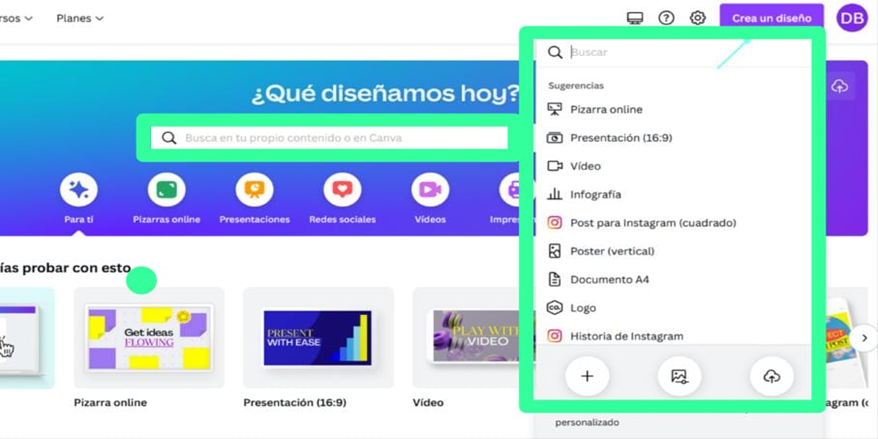 rsos
Planes
Crea un diseño
DB
¿Qué diseñamos hoy?
Busca en tu propio contenido o en Canva
Para ti
Pizarras online
Presentaciones
Redes sociales
Vídeos
Impres
Buscar
Sugerencias
Pizarra online
Presentación (16:9)
Vídeo
Infografía
Post para Instagram (cuadrado)
Poster (vertical)
Documento A4
Logo
Historia de Instagram
personalizado
ías probar con esto
Get ideas
FLOWING
PRESENT
WITH EASE
PLAY WITH
VIDEO
Pizarra online
Presentación (16:9)
Vídeo
agram (c